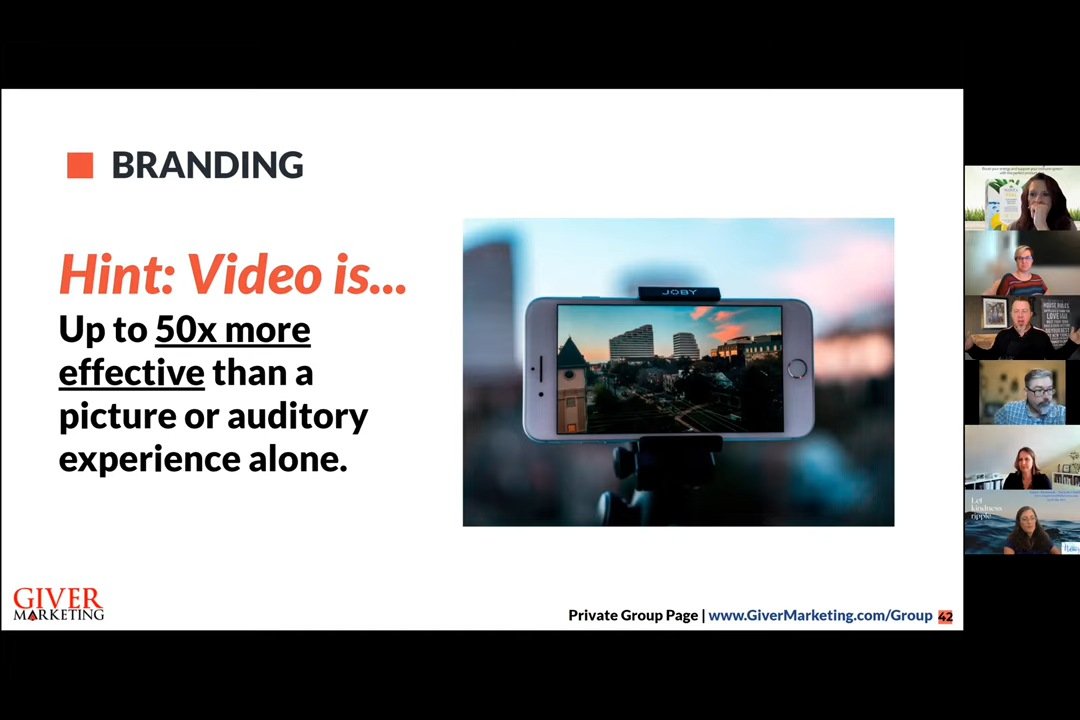 BRANDING
Hint: Video is...
Up to 50x more
effective than a
picture or auditory
experience alone.
JOBY
GIVER
MARKETING
Private Group Page | www.GiverMarketing.com/Group 42
HOUSE RULES
LOVE
Let
kindness
ripple